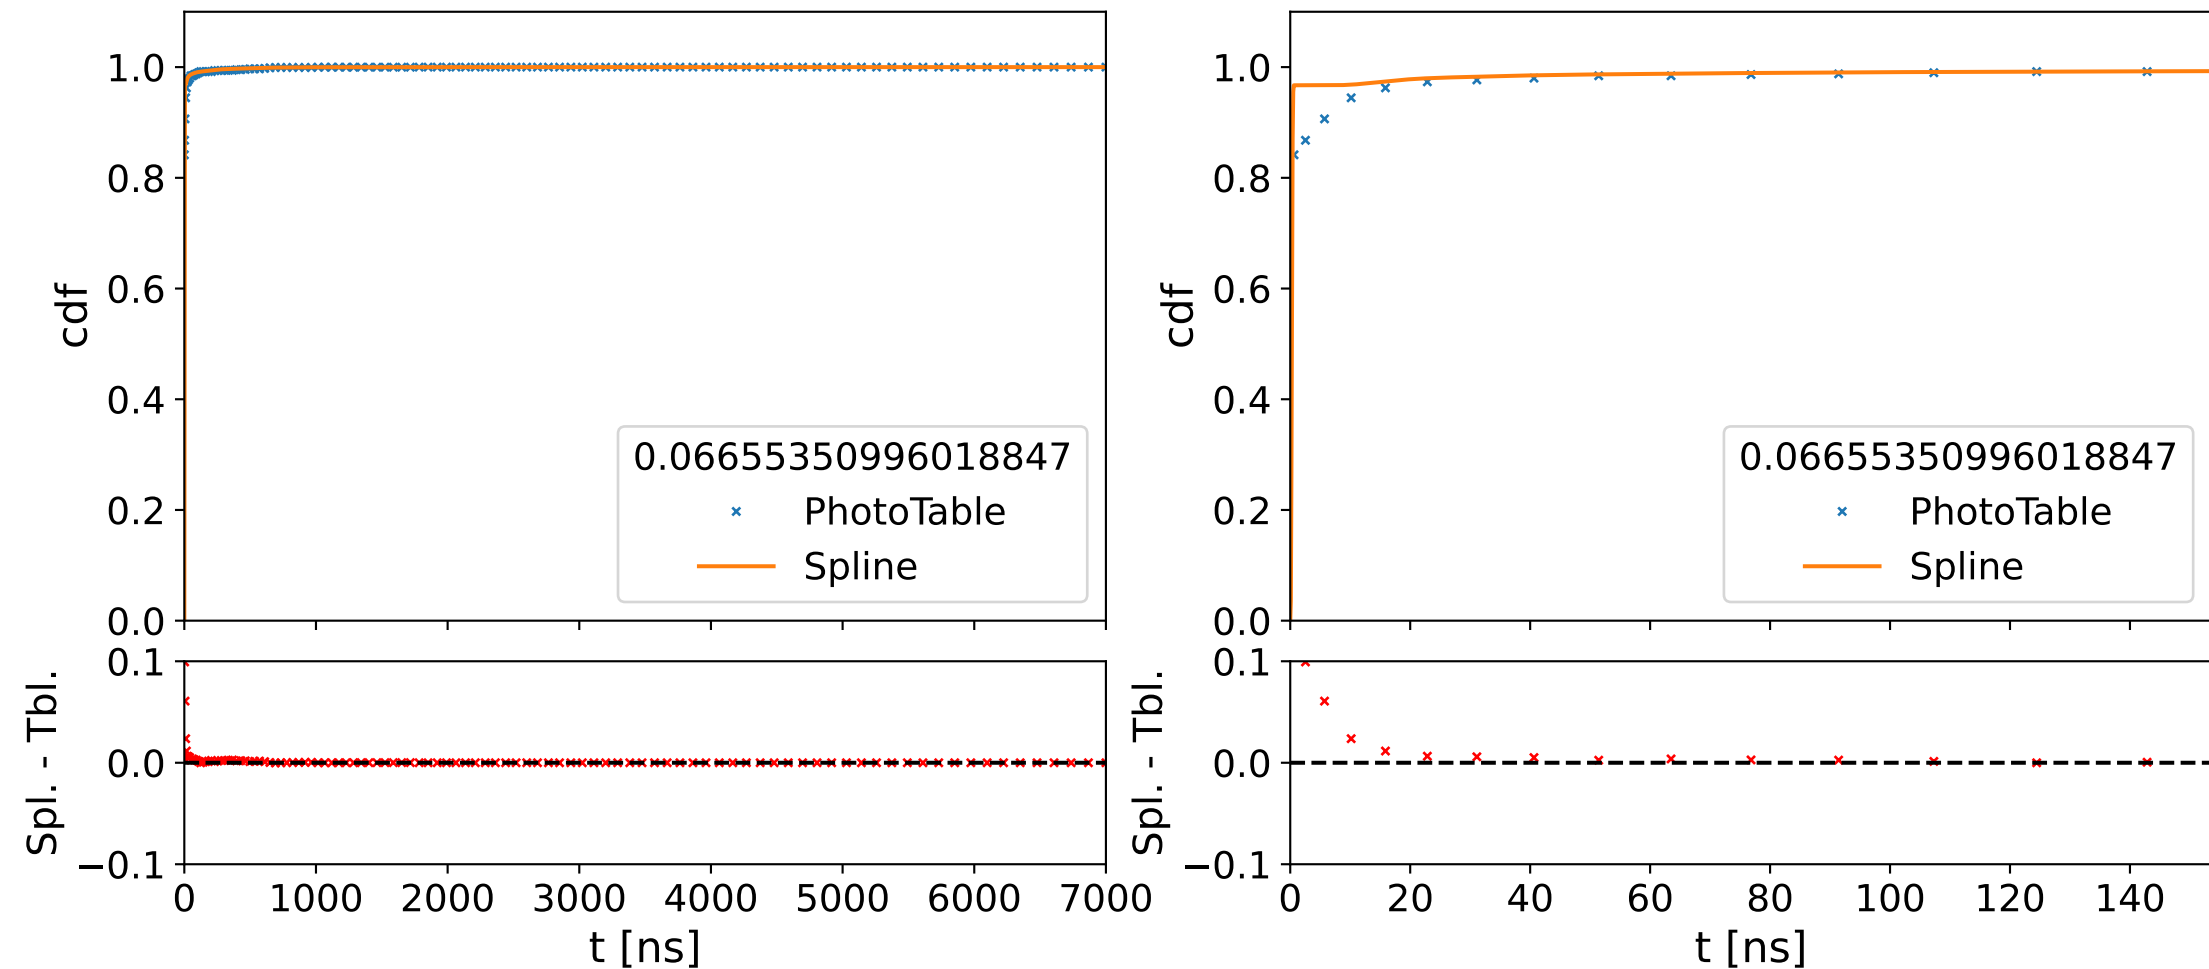 cdf
1.0
0.8
0.6
0.4
0.2
0.0
0.06655350996018847
PhotoTable
Spline
Spl. - Tbl.
0.1
0.0
−0.1
0 1000 2000 3000 4000 5000 6000 7000
t [ns]
cdf
1.0
0.8
0.6
0.4
0.2
0.0
0.06655350996018847
PhotoTable
Spline
Spl. - Tbl.
0.1
0.0
−0.1
0 20 40 60 80 100 120 140
t [ns]